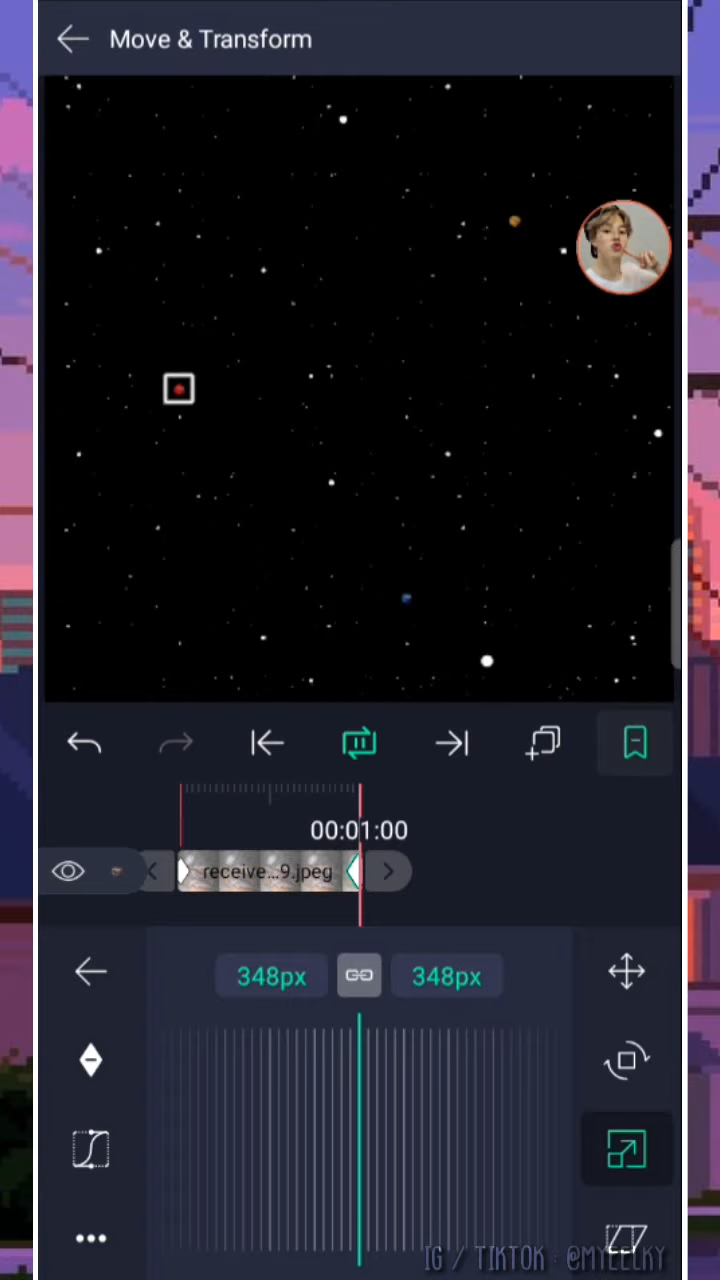 Move & Transform
00:01:00
receive...9.jpeg
348px
348px
IG / TIKTOK : @MYEELKY